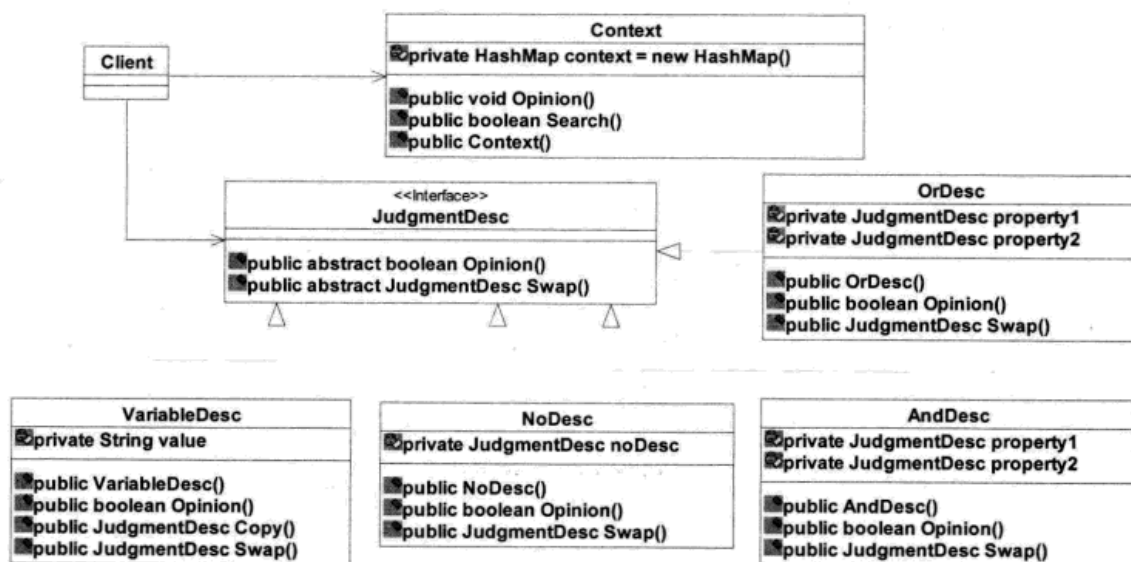 Context
private HashMap context = new HashMap()
public void Opinion()
public boolean Search()
public Context()
Client
<<Interface>>
JudgmentDesc
public abstract boolean Opinion()
public abstract JudgmentDesc Swap()
OrDesc
private JudgmentDesc property1
private JudgmentDesc property2
public OrDesc()
public boolean Opinion()
public JudgmentDesc Swap()
VariableDesc
private String value
public VariableDesc()
public boolean Opinion()
public JudgmentDesc Copy()
public JudgmentDesc Swap()
NoDesc
private JudgmentDesc noDesc
public NoDesc()
public boolean Opinion()
public JudgmentDesc Swap()
AndDesc
private JudgmentDesc property1
private JudgmentDesc property2
public AndDesc()
public boolean Opinion()
public JudgmentDesc Swap()